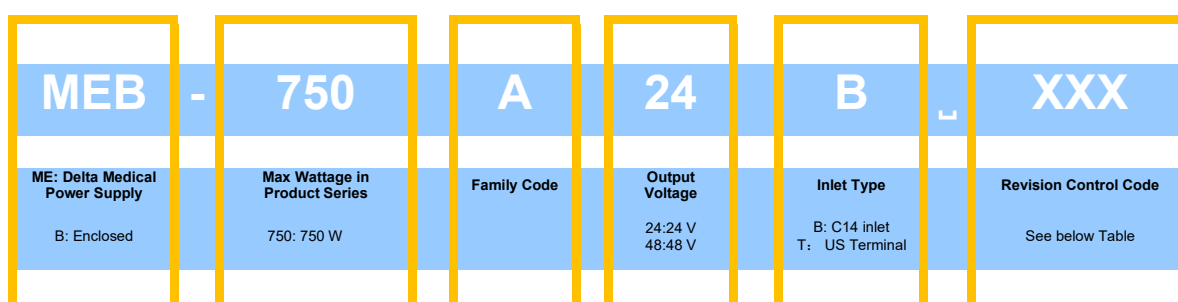 MEB - 750 A 24 B ␣ XXX
ME: Delta Medical
Power Supply
B: Enclosed
Max Wattage in
Product Series
750: 750 W
Family Code
Output
Voltage
24:24 V
48:48 V
Inlet Type
B: C14 inlet
T： US Terminal
Revision Control Code
See below Table